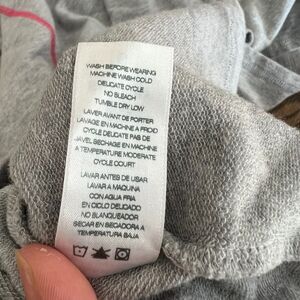 WASH BEFORE WEARING
MACHINE WASH COLD
DELICATE CYCLE
NO BLEACH
TUMBLE DRY LOW
LAVER AVANT DE PORTER
LAVAGE EN MACHINE A FROID
CYCLE DELICATE PAS DE
JAVEL SECHAGE EN MACHINE
A TEMPERATURE MODERATE
CYCLE COURT
LAVAR ANTES DE USAR
LAVAR A MAQUINA
CON AGUA FRIA
EN CICLO DELICADO
NO BLANQUEADOR
SECAR EN SECADORA A
TEMPERATURA BAJA